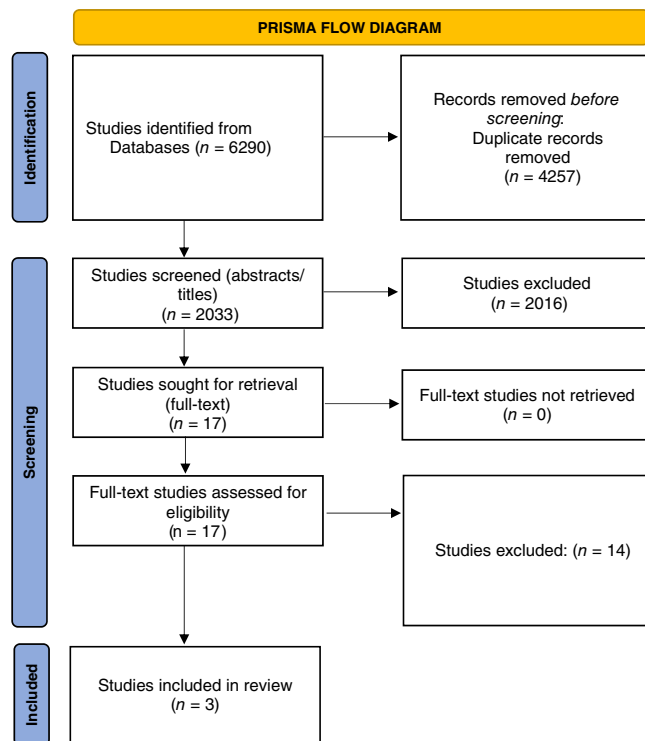 PRISMA FLOW DIAGRAM
Identification
Studies identified from
Databases (n = 6290)
Records removed before
screening:
Duplicate records
removed
(n = 4257)
Screening
Studies screened (abstracts/
titles)
(n = 2033)
Studies excluded
(n = 2016)
Studies sought for retrieval
(full-text)
(n = 17)
Full-text studies not retrieved
(n = 0)
Full-text studies assessed for
eligibility
(n = 17)
Studies excluded: (n = 14)
Included
Studies included in review
(n = 3)